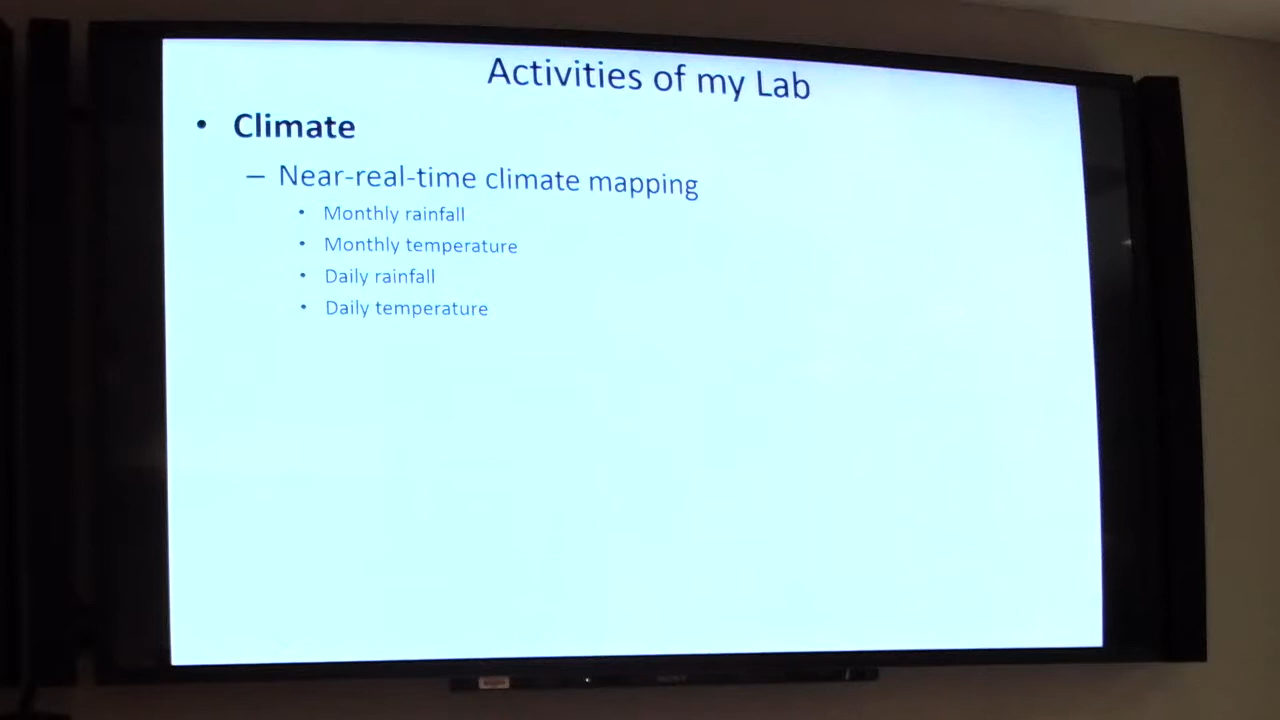 Activities of my Lab
• Climate
– Near-real-time climate mapping
• Monthly rainfall
• Monthly temperature
• Daily rainfall
• Daily temperature